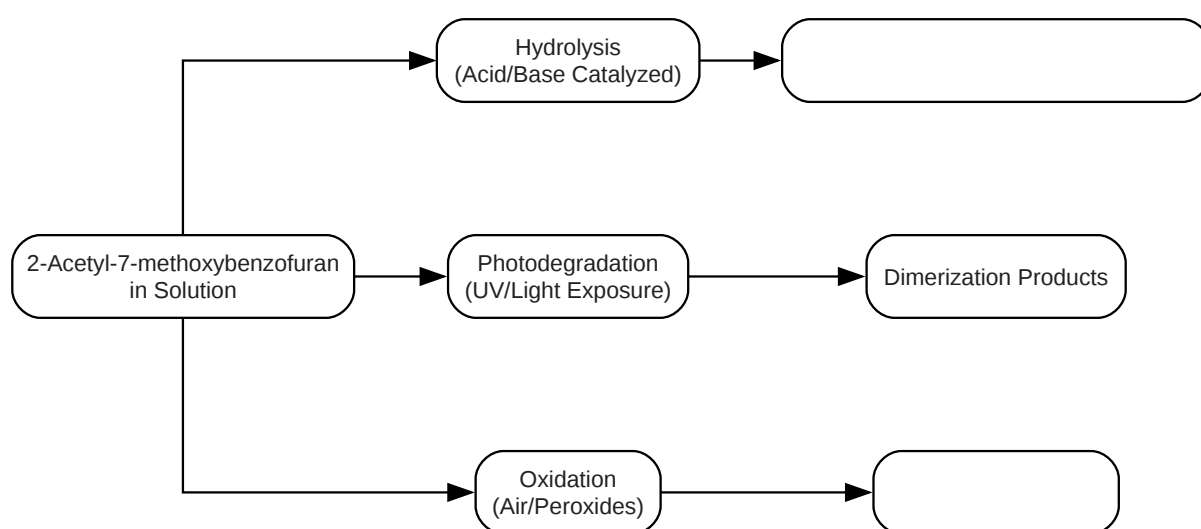 Hydrolysis
(Acid/Base Catalyzed)
2-Acetyl-7-methoxybenzofuran
in Solution
Photodegradation
(UV/Light Exposure)
Dimerization Products
Oxidation
(Air/Peroxides)